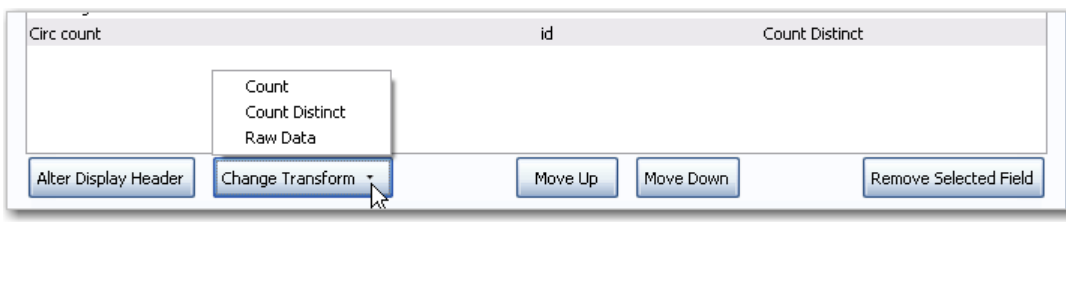 Circ count id Count Distinct
Count
Count Distinct
Raw Data
Alter Display Header Change Transform Move Up Move Down Remove Selected Field